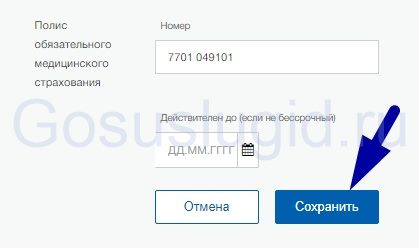 Полис
обязательного
медицинского
страхования
Номер
7701 049101
Gosuslugid.ru
Действителен до (если не бессрочный)
ДД.ММ.ГГГГ
Отмена
Сохранить